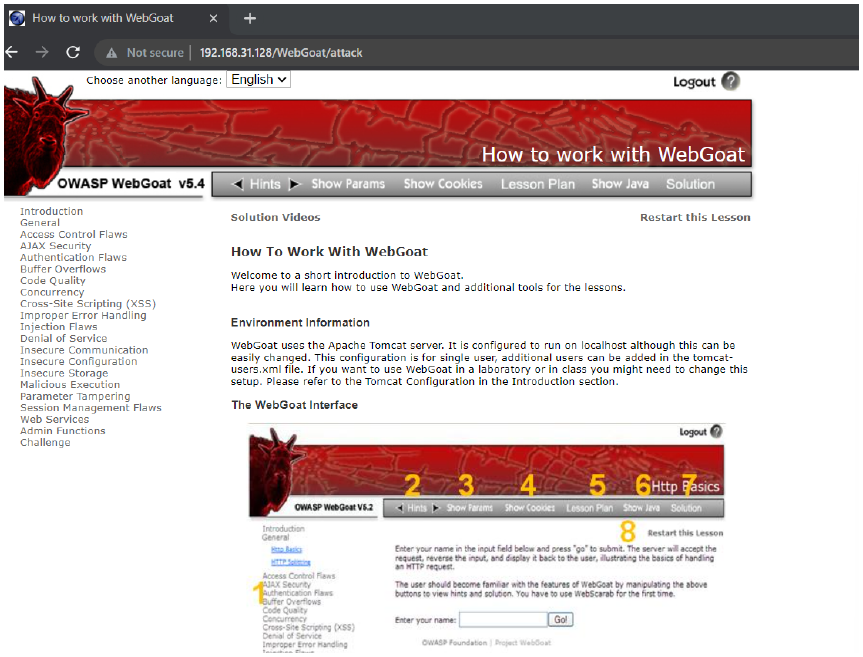 How to work with WebGoat
Not secure | 192.168.31.128/WebGoat/attack
Choose another language: English
Logout ?
How to work with WebGoat
OWASP WebGoat v5.4
Hints Show Params Show Cookies Lesson Plan Show Java Solution
Introduction
General
Access Control Flaws
AJAX Security
Authentication Flaws
Buffer Overflows
Code Quality
Concurrency
Cross-Site Scripting (XSS)
Improper Error Handling
Injection Flaws
Denial of Service
Insecure Communication
Insecure Configuration
Insecure Storage
Malicious Execution
Parameter Tampering
Session Management Flaws
Web Services
Admin Functions
Challenge
Solution Videos
Restart this Lesson
How To Work With WebGoat
Welcome to a short introduction to WebGoat.
Here you will learn how to use WebGoat and additional tools for the lessons.
Environment Information
WebGoat uses the Apache Tomcat server. It is configured to run on localhost although this can be
easily changed. This configuration is for single user, additional users can be added in the tomcat-
users.xml file. If you want to use WebGoat in a laboratory or in class you might need to change this
setup. Please refer to the Tomcat Configuration in the Introduction section.
The WebGoat Interface
Logout ?
2 3 4 5 6 7
Http Basics
OWASP WebGoat V5.2
Hints Show Params Show Cookies Lesson Plan Show Java Solution
8
Restart this Lesson
Introduction
General
Http Basics
HTTP Splitting
Access Control Flaws
1
AJAX Security
Authentication Flaws
Buffer Overflows
Code Quality
Concurrency
Cross-Site Scripting (XSS)
Denial of Service
Improper Error Handling
Injection Flaws
Enter your name in the input field below and press "go" to submit. The server will accept the
request, reverse the input, and display it back to the user, illustrating the basics of handling
an HTTP request.
The user should become familiar with the features of WebGoat by manipulating the above
buttons to view hints and solution. You have to use WebScarab for the first time.
Enter your name: Go!
OWASP Foundation | Project WebGoat